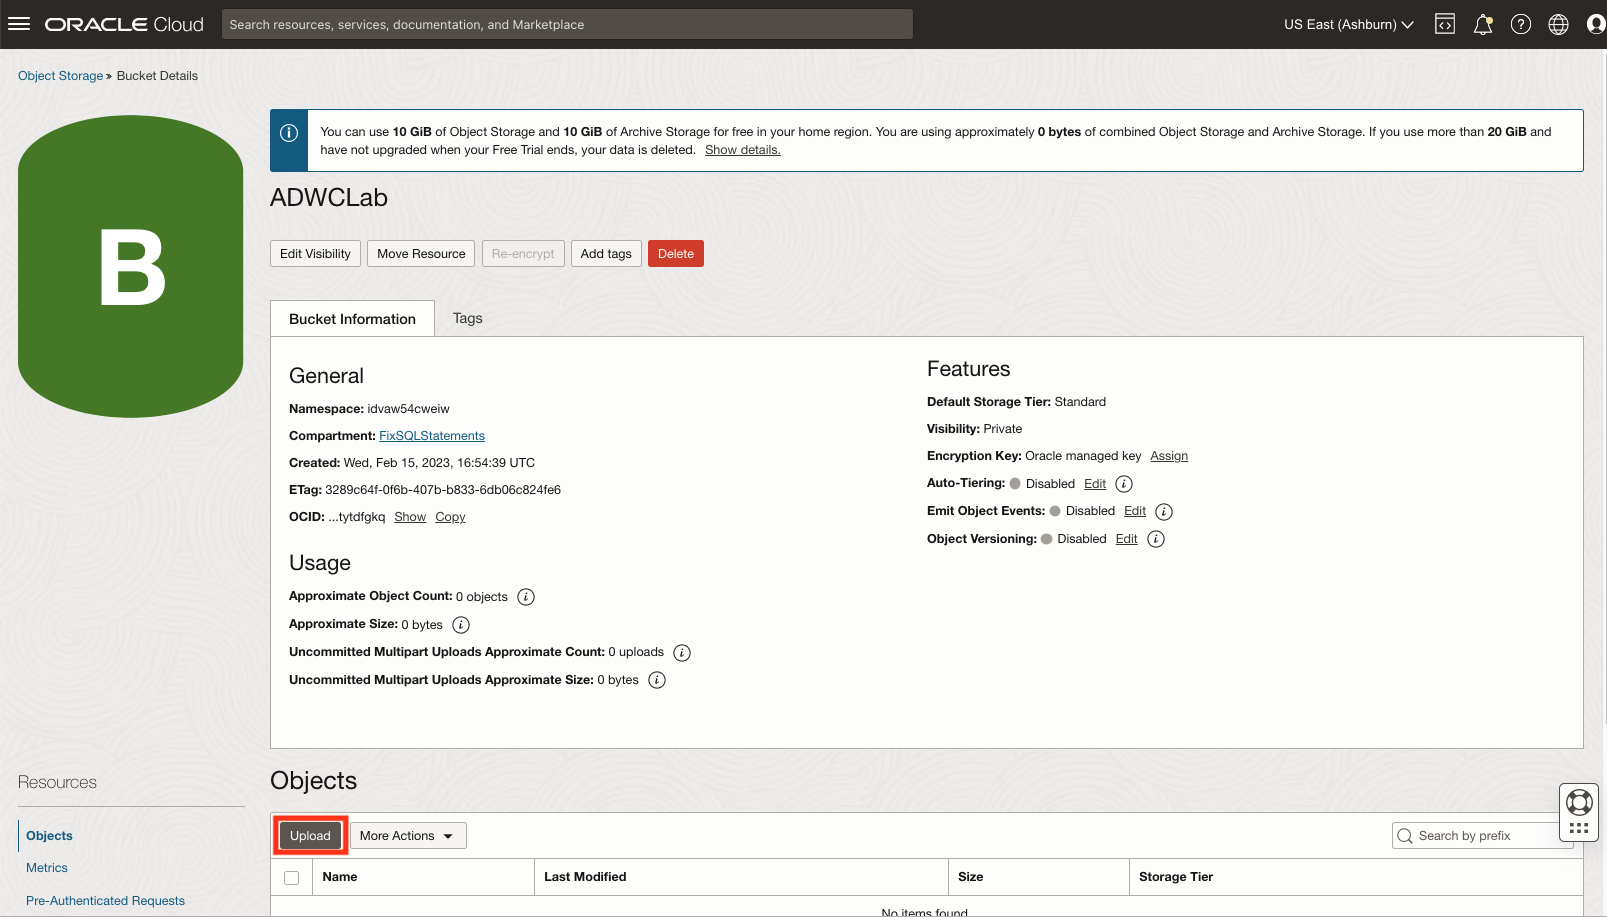 ORACLE Cloud
Search resources, services, documentation, and Marketplace
US East (Ashburn)
Object Storage » Bucket Details
B
You can use 10 GiB of Object Storage and 10 GiB of Archive Storage for free in your home region. You are using approximately 0 bytes of combined Object Storage and Archive Storage. If you use more than 20 GiB and
have not upgraded when your Free Trial ends, your data is deleted. Show details.
ADWCLab
Edit Visibility
Move Resource
Re-encrypt
Add tags
Delete
Bucket Information
Tags
General
Namespace: idvaw54cweiw
Compartment: FixSQLStatements
Created: Wed, Feb 15, 2023, 16:54:39 UTC
ETag: 3289c64f-0f6b-407b-b833-6db06c824fe6
OCID: ...tytdfgkq Show Copy
Usage
Approximate Object Count: 0 objects
Approximate Size: 0 bytes
Uncommitted Multipart Uploads Approximate Count: 0 uploads
Uncommitted Multipart Uploads Approximate Size: 0 bytes
Features
Default Storage Tier: Standard
Visibility: Private
Encryption Key: Oracle managed key Assign
Auto-Tiering: Disabled Edit
Emit Object Events: Disabled Edit
Object Versioning: Disabled Edit
Resources
Objects
Metrics
Pre-Authenticated Requests
Objects
Upload
More Actions
Search by prefix
Name
Last Modified
Size
Storage Tier
No items found